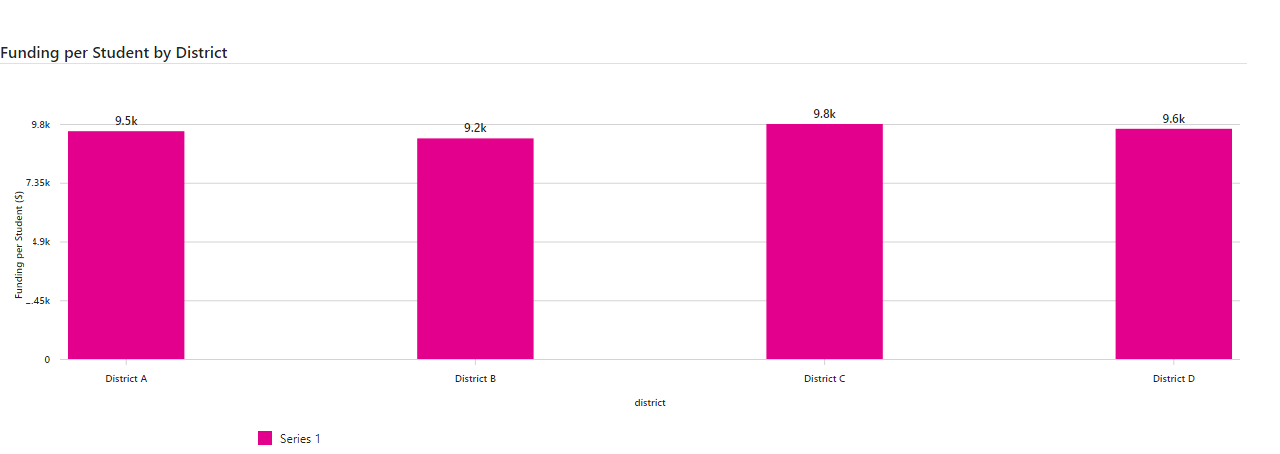 Funding per Student by District
9.5k
9.2k
9.8k
9.6k
9.8k
7.35k
4.9k
.45k
0
Funding per Student ($)
District A
District B
District C
District D
district
Series 1